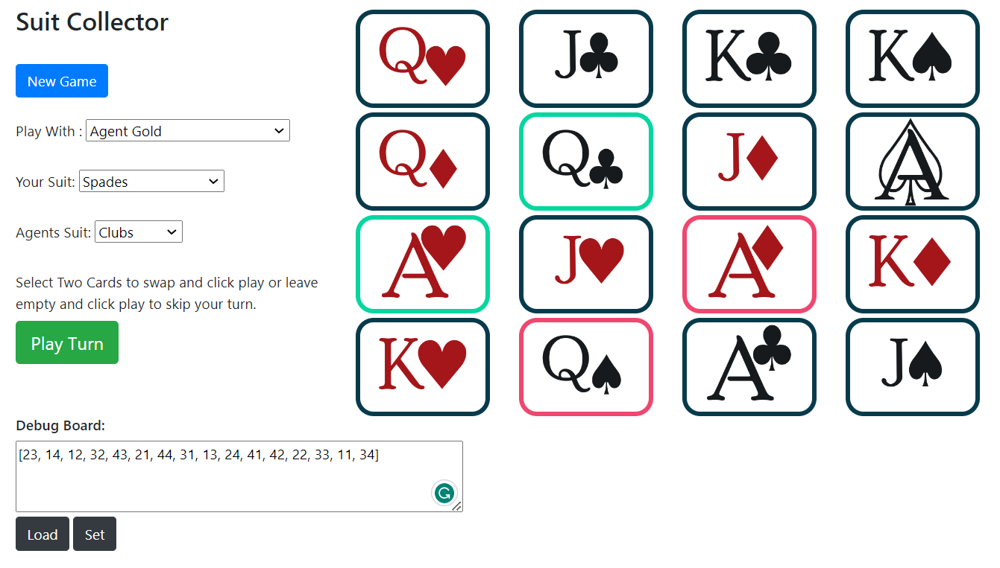 Suit Collector
New Game
Play With : Agent Gold
Your Suit: Spades
Agents Suit: Clubs
Select Two Cards to swap and click play or leave
empty and click play to skip your turn.
Play Turn
Q♥ J♣ K♣ K♠
Q♦ Q♣ J♦ A
A♥ J♥ A♦ K♦
K♥ Q♠ A♣ J♠
Debug Board:
[23, 14, 12, 32, 43, 21, 44, 31, 13, 24, 41, 42, 22, 33, 11, 34]
G
Load Set